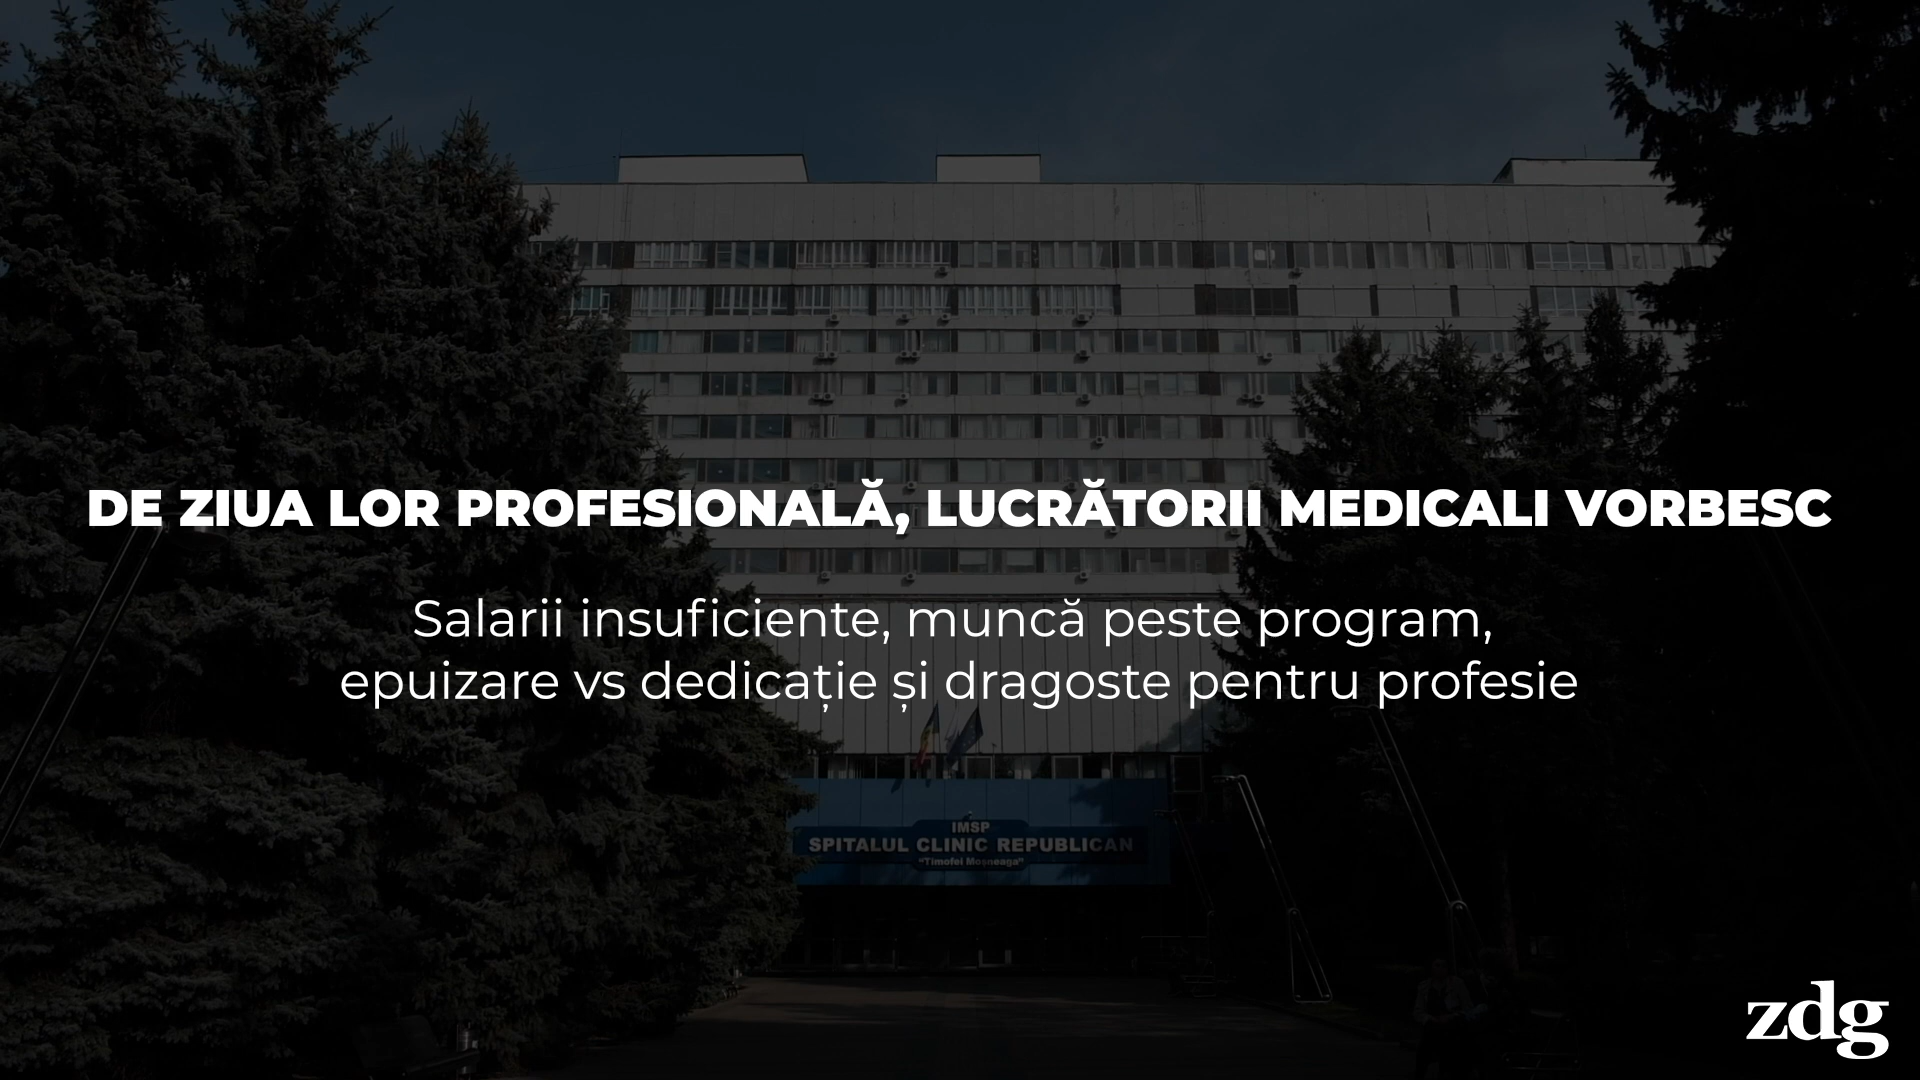 DE ZIUA LOR PROFESIONALĂ, LUCRĂTORII MEDICALI VORBESC
Salarii insuficiente, muncă peste program,
epuizare vs dedicație și dragoste pentru profesie
IMSP
SPITALUL CLINIC REPUBLICAN
"Timofei Moșneaga"
zdg